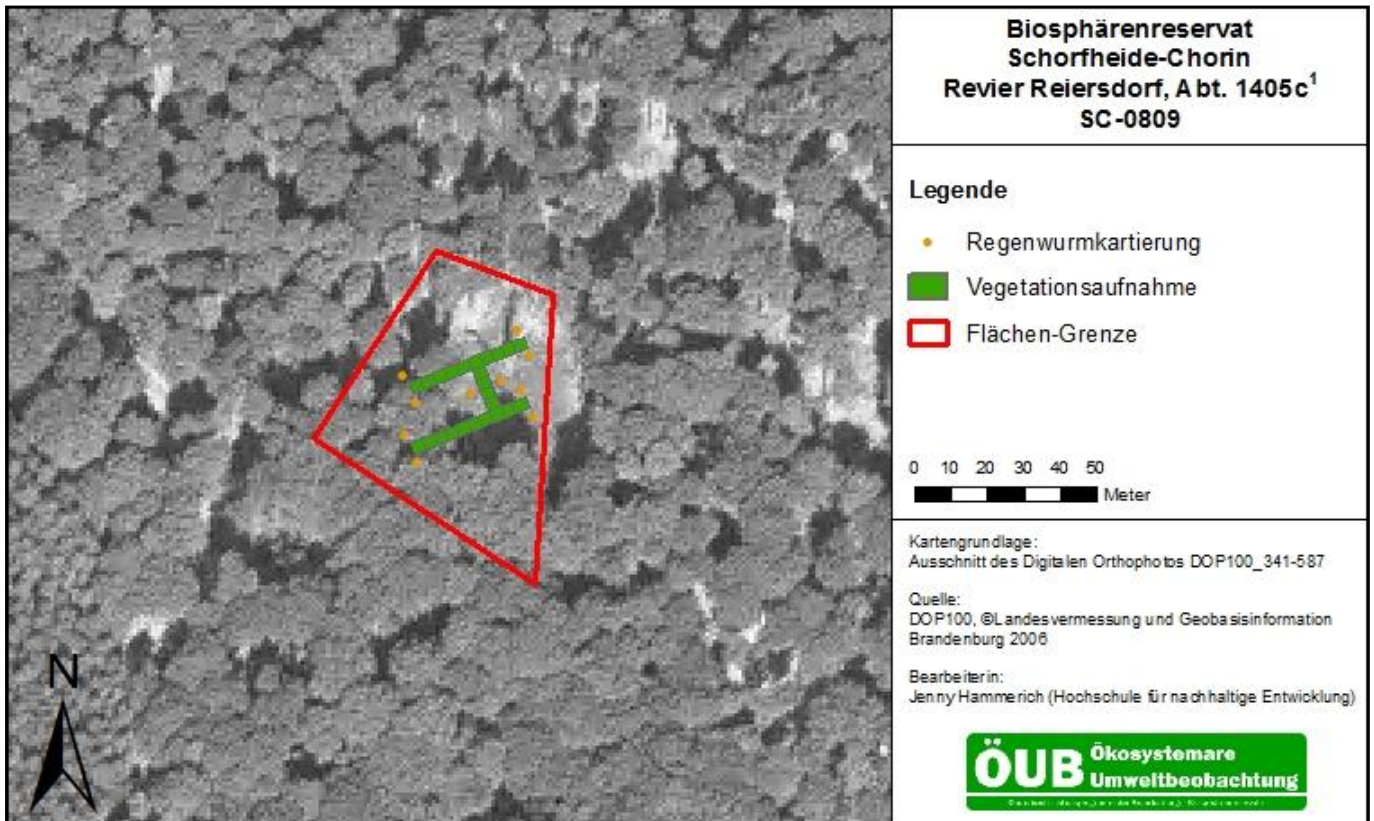 Biosphärenreservat
Schorfheide-Chorin
Revier Reiersdorf, Abt. 1405c¹
SC-0809
Legende
Regenwurmkartierung
Vegetationsaufnahme
Flächen-Grenze
0 10 20 30 40 50
Meter
Kartengrundlage:
Ausschnitt des Digitalen Orthophotos DOP100_341-587
Quelle:
DOP100, ©Landesvermessung und Geobasisinformation
Brandenburg 2006
Bearbeiterin:
Jenny Hammerich (Hochschule für nachhaltige Entwicklung)
N
ÖUB Ökosystemare
Umweltbeobachtung